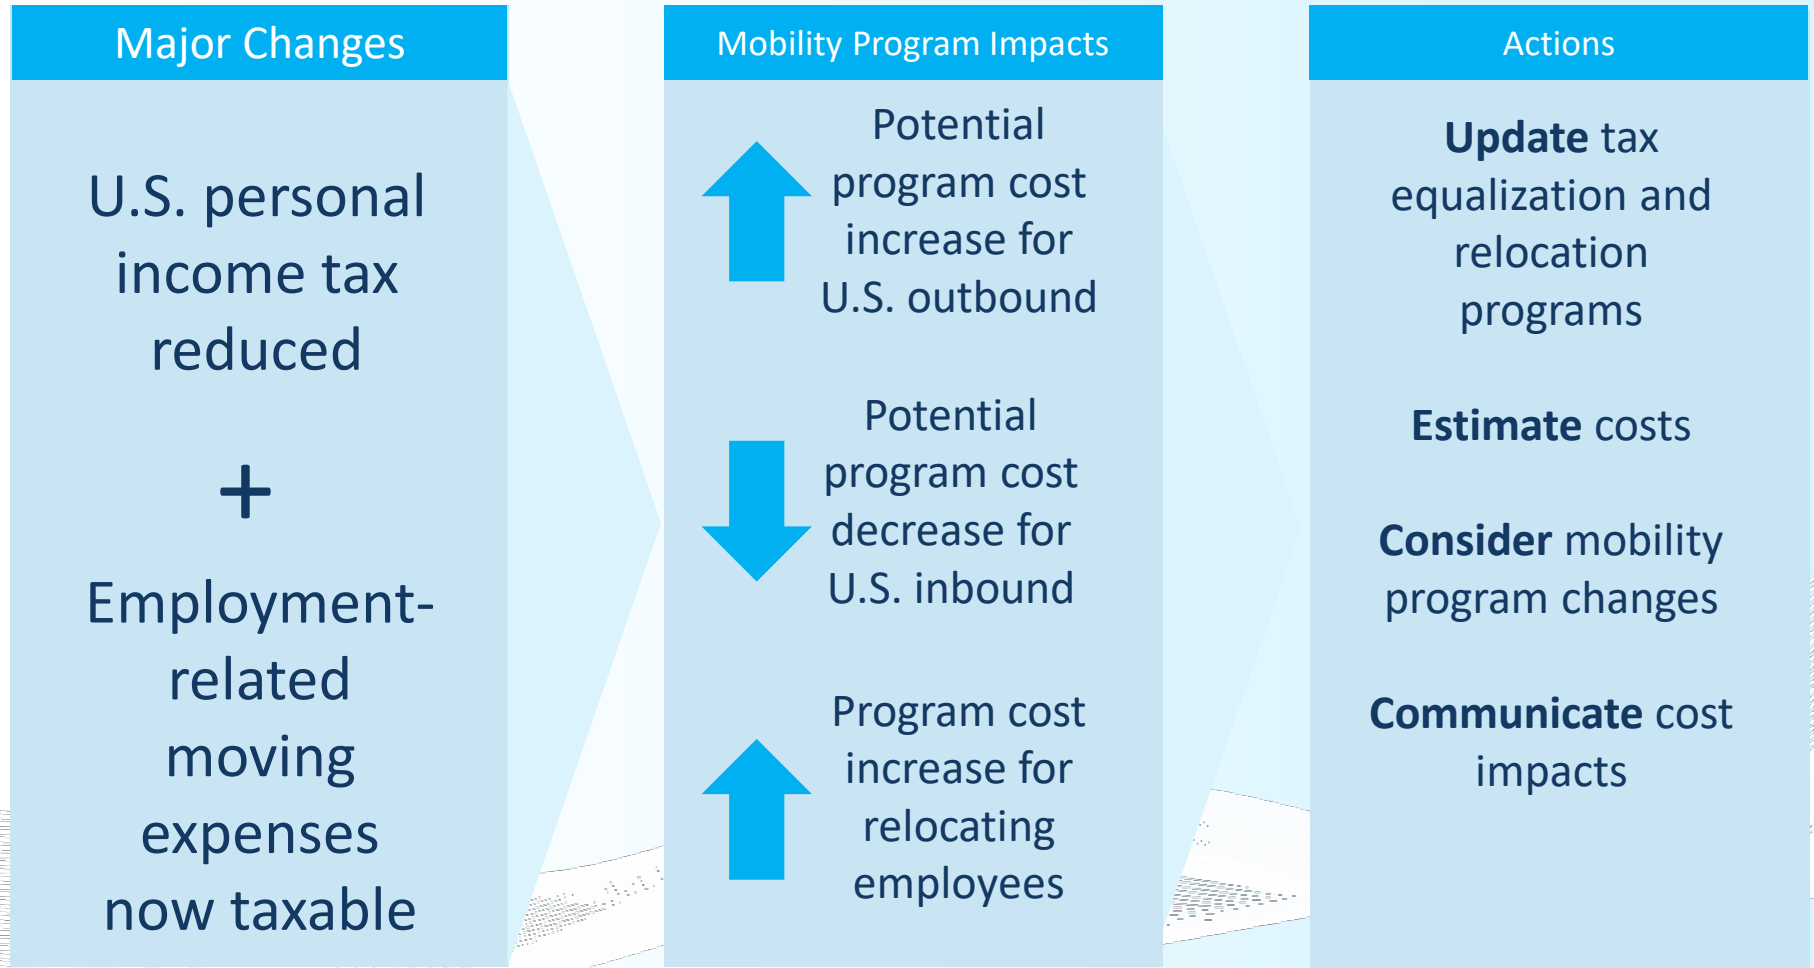 Major Changes
U.S. personal
income tax
reduced
+
Employment-
related
moving
expenses
now taxable
Mobility Program Impacts
Potential
program cost
increase for
U.S. outbound
Potential
program cost
decrease for
U.S. inbound
Program cost
increase for
relocating
employees
Actions
Update tax
equalization and
relocation
programs
Estimate costs
Consider mobility
program changes
Communicate cost
impacts